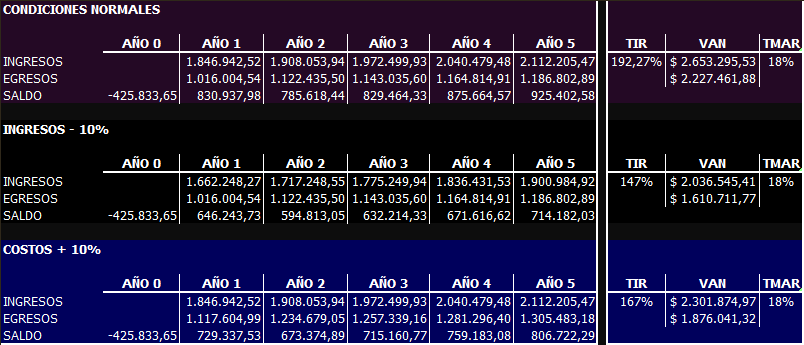 CONDICIONES NORMALES
AÑO 0 AÑO 1 AÑO 2 AÑO 3 AÑO 4 AÑO 5 TIR VAN TMAR
INGRESOS 1.846.942,52 1.908.053,94 1.972.499,93 2.040.479,48 2.112.205,47 192,27% $ 2.653.295,53 18%
EGRESOS 1.016.004,54 1.122.435,50 1.143.035,60 1.164.814,91 1.186.802,89 $ 2.227.461,88
SALDO -425.833,65 830.937,98 785.618,44 829.464,33 875.664,57 925.402,58
INGRESOS - 10%
AÑO 0 AÑO 1 AÑO 2 AÑO 3 AÑO 4 AÑO 5 TIR VAN TMAR
INGRESOS 1.662.248,27 1.717.248,55 1.775.249,94 1.836.431,53 1.900.984,92 147% $ 2.036.545,41 18%
EGRESOS 1.016.004,54 1.122.435,50 1.143.035,60 1.164.814,91 1.186.802,89 $ 1.610.711,77
SALDO -425.833,65 646.243,73 594.813,05 632.214,33 671.616,62 714.182,03
COSTOS + 10%
AÑO 0 AÑO 1 AÑO 2 AÑO 3 AÑO 4 AÑO 5 TIR VAN TMAR
INGRESOS 1.846.942,52 1.908.053,94 1.972.499,93 2.040.479,48 2.112.205,47 167% $ 2.301.874,97 18%
EGRESOS 1.117.604,99 1.234.679,05 1.257.339,16 1.281.296,40 1.305.483,18 $ 1.876.041,32
SALDO -425.833,65 729.337,53 673.374,89 715.160,77 759.183,08 806.722,29